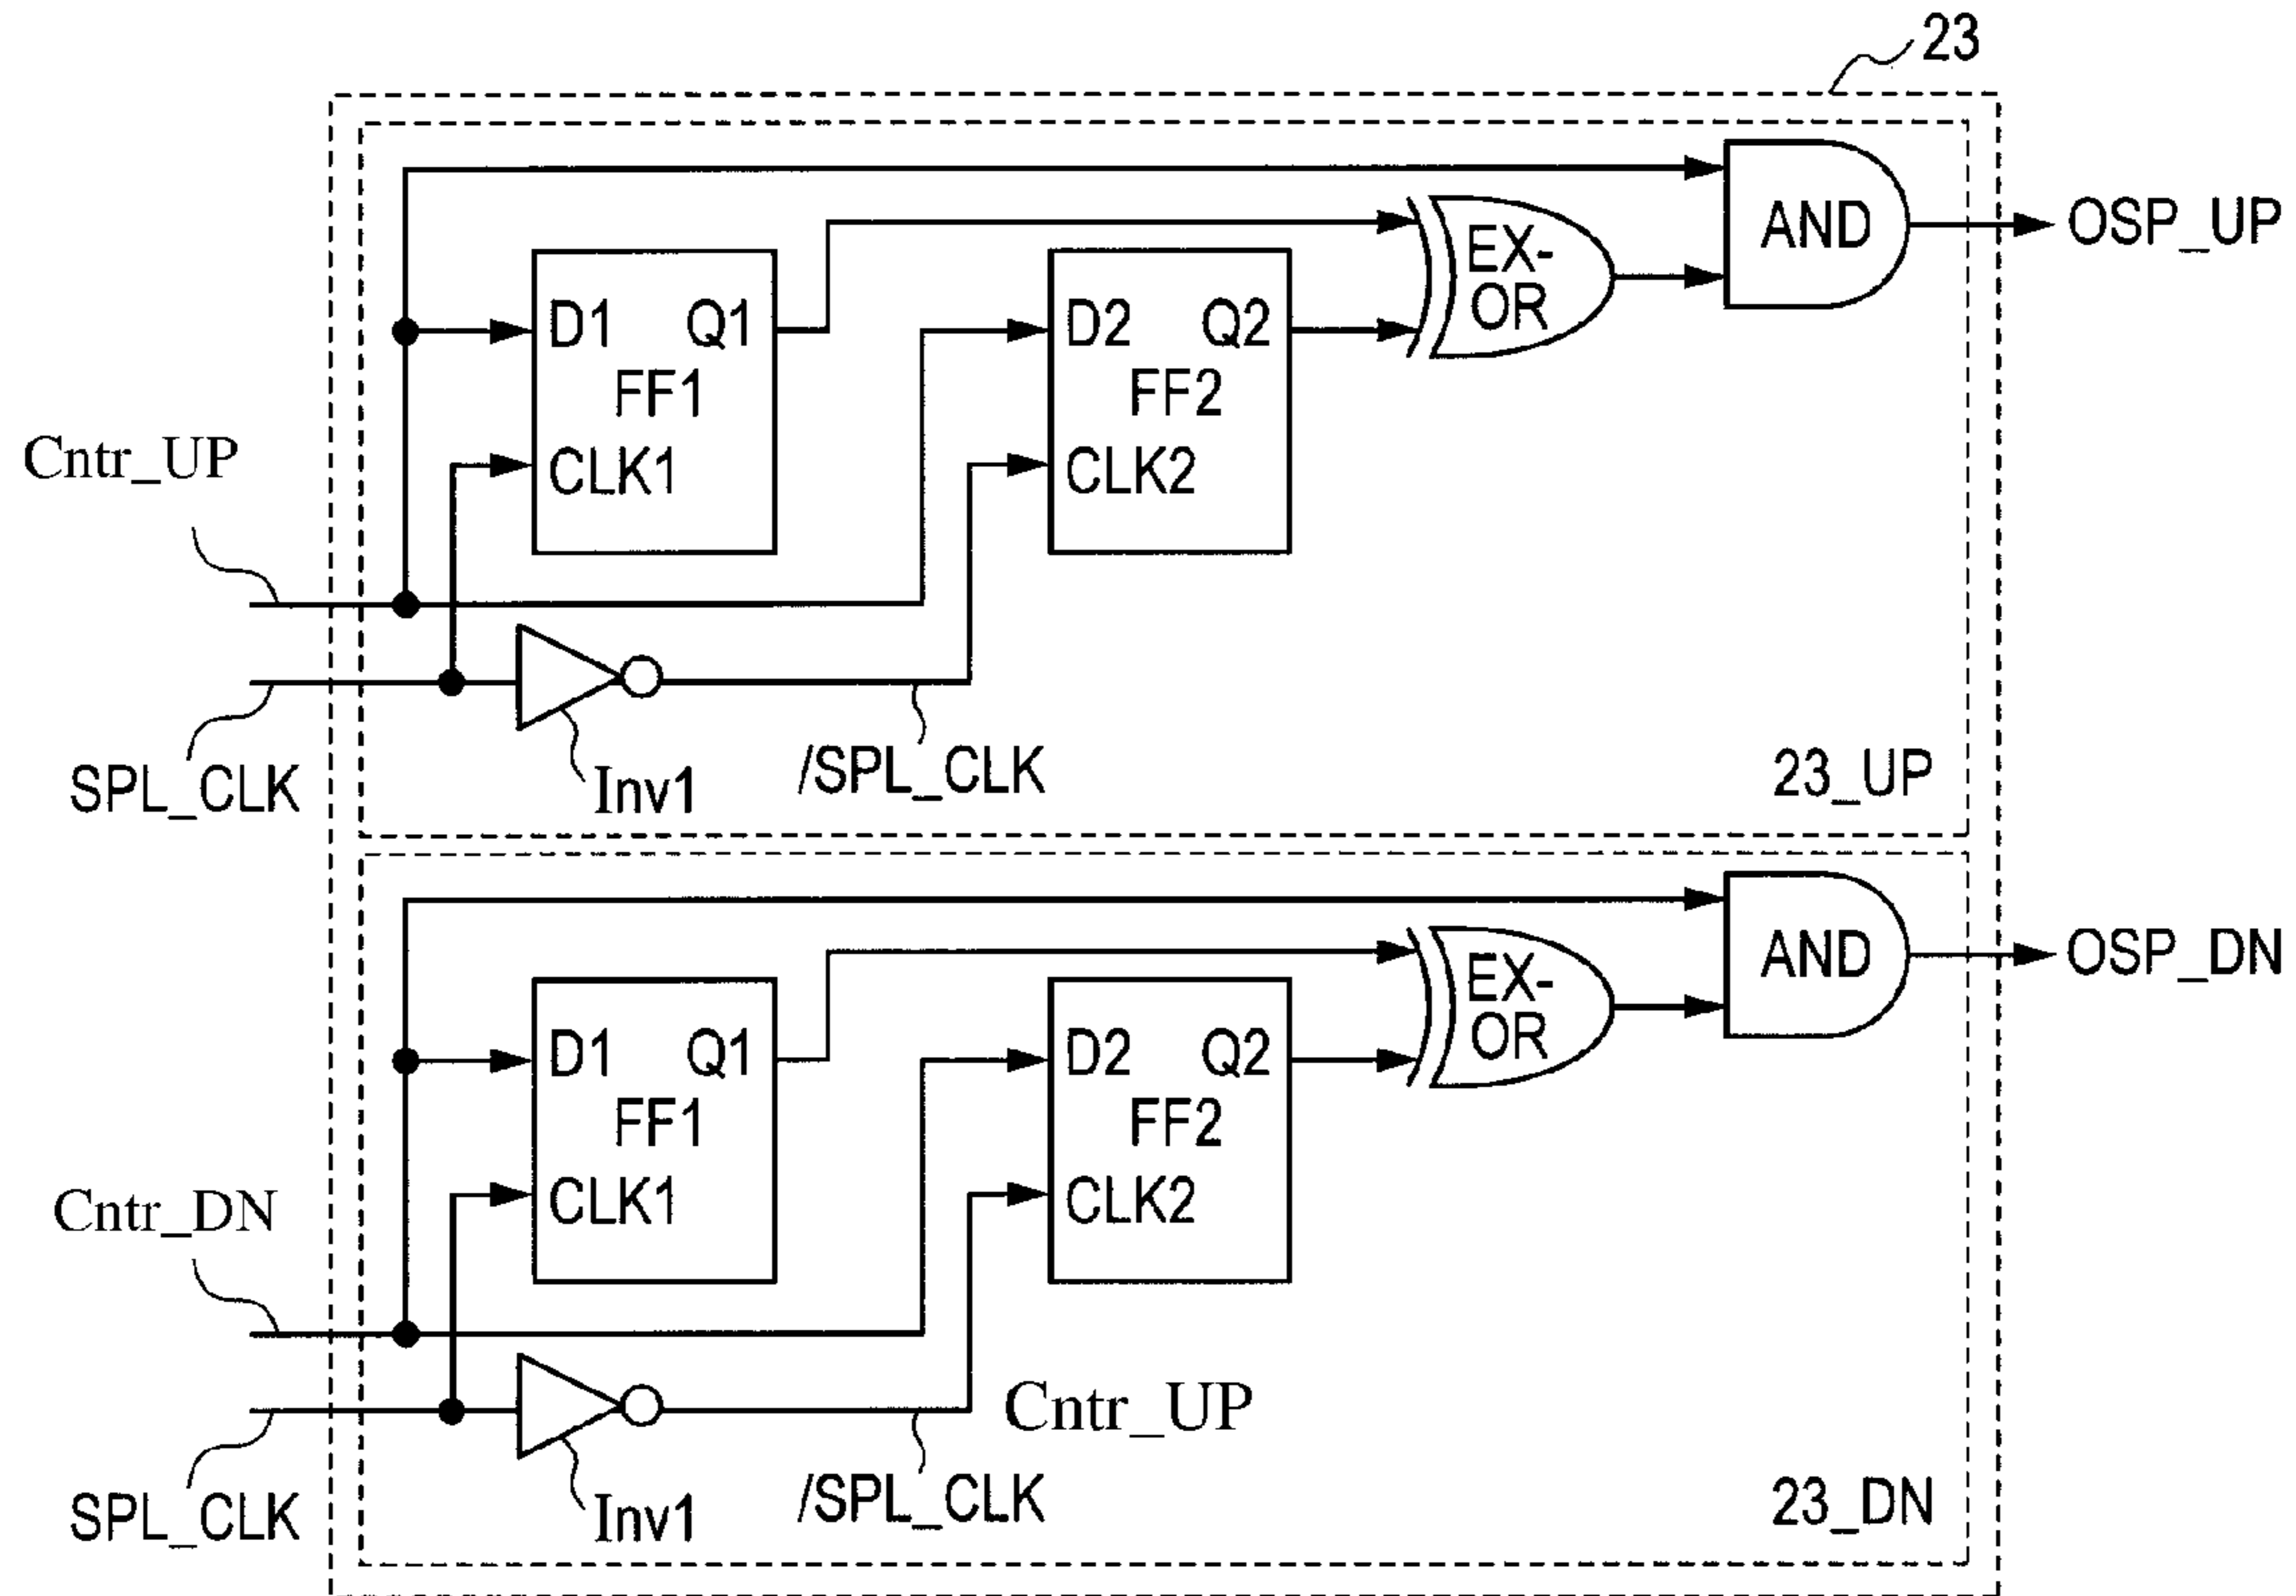 23
AND
OSP_UP
EX-
OR
D1 Q1
FF1
CLK1
D2 Q2
FF2
CLK2
Cntr_UP
SPL_CLK
Inv1
/SPL_CLK
23_UP
AND
OSP_DN
EX-
OR
D1 Q1
FF1
CLK1
D2 Q2
FF2
CLK2
Cntr_DN
Cntr_UP
SPL_CLK
Inv1
/SPL_CLK
23_DN